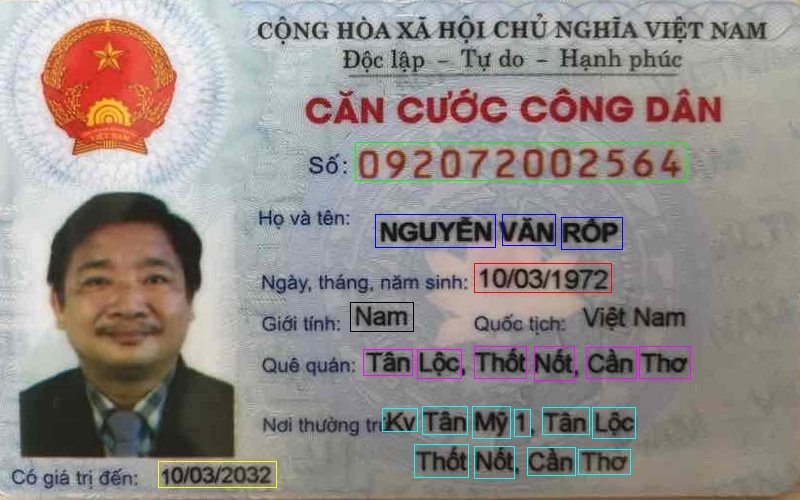 CỘNG HÒA XÃ HỘI CHỦ NGHĨA VIỆT NAM
Độc lập – Tự do – Hạnh phúc
CĂN CƯỚC CÔNG DÂN
Số: 092072002564
Họ và tên: NGUYỄN VĂN RỐP
Ngày, tháng, năm sinh: 10/03/1972
Giới tính: Nam Quốc tịch: Việt Nam
Quê quán: Tân Lộc, Thốt Nốt, Cần Thơ
Nơi thường trú Kv Tân Mỹ 1, Tân Lộc
Thốt Nốt, Cần Thơ
Có giá trị đến: 10/03/2032